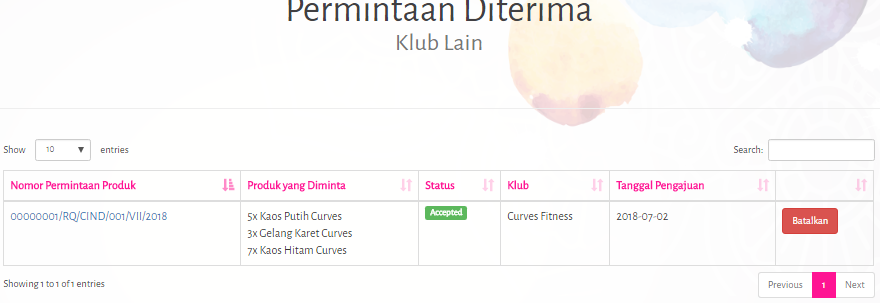 Permintaan Diterima
Klub Lain
Show 10 entries Search:
Nomor Permintaan Produk Produk yang Diminta Status Klub Tanggal Pengajuan
00000001/RQ/CIND/001/VII/2018 5x Kaos Putih Curves Accepted Curves Fitness 2018-07-02 Batalkan
3x Gelang Karet Curves
7x Kaos Hitam Curves
Showing 1 to 1 of 1 entries Previous 1 Next